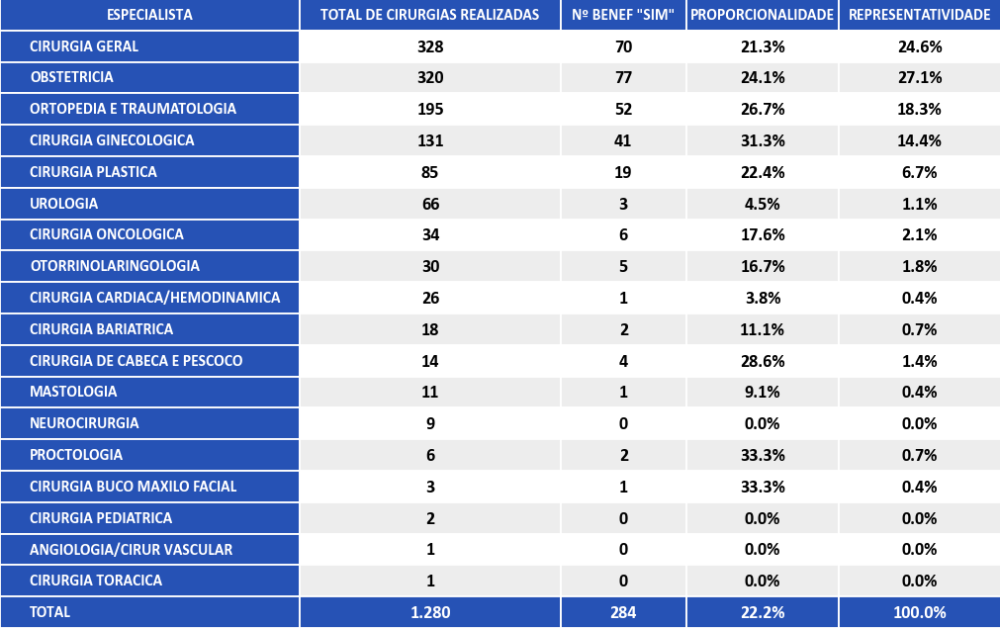 ESPECIALISTA TOTAL DE CIRURGIAS REALIZADAS Nº BENEF "SIM" PROPORCIONALIDADE REPRESENTATIVIDADE
CIRURGIA GERAL 328 70 21.3% 24.6%
OBSTETRICIA 320 77 24.1% 27.1%
ORTOPEDIA E TRAUMATOLOGIA 195 52 26.7% 18.3%
CIRURGIA GINECOLOGICA 131 41 31.3% 14.4%
CIRURGIA PLASTICA 85 19 22.4% 6.7%
UROLOGIA 66 3 4.5% 1.1%
CIRURGIA ONCOLOGICA 34 6 17.6% 2.1%
OTORRINOLARINGOLOGIA 30 5 16.7% 1.8%
CIRURGIA CARDIACA/HEMODINAMICA 26 1 3.8% 0.4%
CIRURGIA BARIATRICA 18 2 11.1% 0.7%
CIRURGIA DE CABECA E PESCOCO 14 4 28.6% 1.4%
MASTOLOGIA 11 1 9.1% 0.4%
NEUROCIRURGIA 9 0 0.0% 0.0%
PROCTOLOGIA 6 2 33.3% 0.7%
CIRURGIA BUCO MAXILO FACIAL 3 1 33.3% 0.4%
CIRURGIA PEDIATRICA 2 0 0.0% 0.0%
ANGIOLOGIA/CIRUR VASCULAR 1 0 0.0% 0.0%
CIRURGIA TORACICA 1 0 0.0% 0.0%
TOTAL 1.280 284 22.2% 100.0%